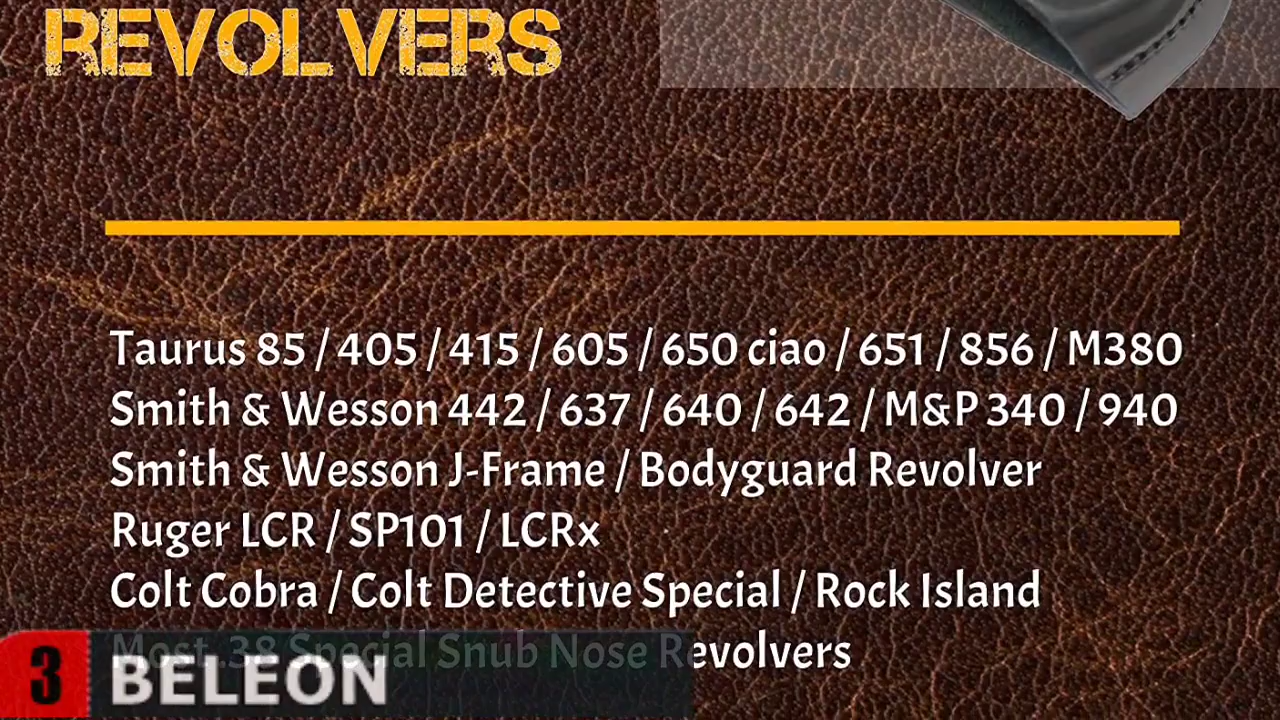 REVOLVERS
Taurus 85 / 405 / 415 / 605 / 650 ciao / 651 / 856 / M380
Smith & Wesson 442 / 637 / 640 / 642 / M&P 340 / 940
Smith & Wesson J-Frame / Bodyguard Revolver
Ruger LCR / SP101 / LCRx
Colt Cobra / Colt Detective Special / Rock Island
Most .38 Special Snub Nose Revolvers
3 BELEON